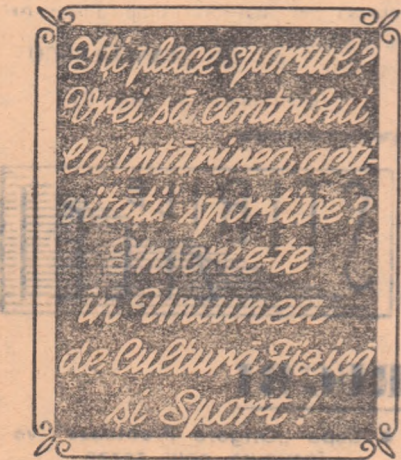 Iți place sportul?
Vrei să contribui
la întărirea acti-
vității sportive?
Inscrie-te
în Uniunea
de Cultură Fizică
și Sport!